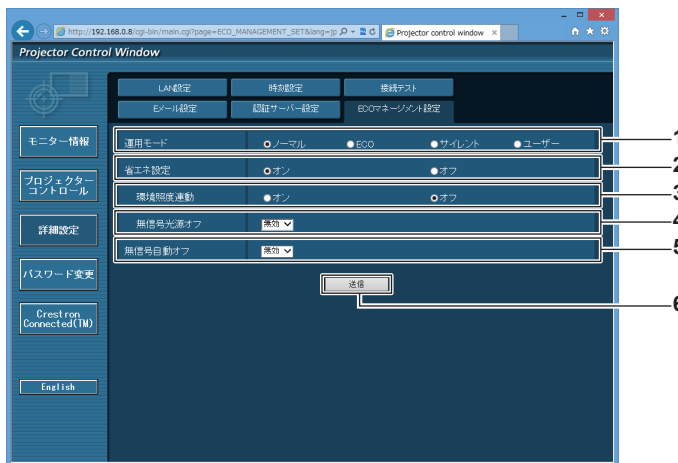 http://192.168.0.8/cgi-bin/main.cgi?page=ECO_MANAGEMENT_SET&lang=jp
Projector control window
Projector Control Window
LAN設定 時刻設定 接続テスト
Eメール設定 認証サーバー設定 ECOマネージメント設定
モニター情報
プロジェクター
コントロール
詳細設定
パスワード変更
Crestron
Connected(TM)
English
運用モード ノーマル ECO サイレント ユーザー 1
省エネ設定 オン オフ 2
環境照度連動 オン オフ 3
無信号光源オフ 無効 4
無信号自動オフ 無効 5
送信 6